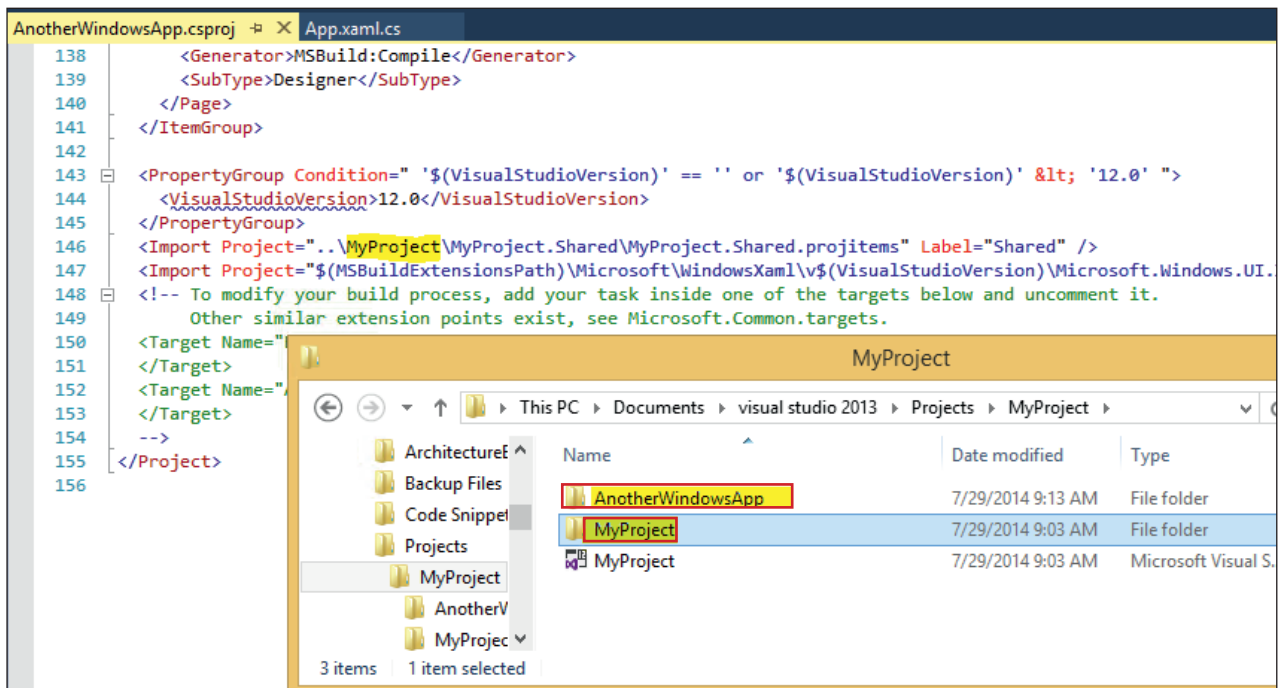 AnotherWindowsApp.csproj App.xaml.cs
138 <Generator>MSBuild:Compile</Generator>
139 <SubType>Designer</SubType>
140 </Page>
141 </ItemGroup>
142
143 <PropertyGroup Condition=" '$(VisualStudioVersion)' == '' or '$(VisualStudioVersion)' &lt; '12.0' ">
144 <VisualStudioVersion>12.0</VisualStudioVersion>
145 </PropertyGroup>
146 <Import Project="..\MyProject\MyProject.Shared\MyProject.Shared.projitems" Label="Shared" />
147 <Import Project="$(MSBuildExtensionsPath)\Microsoft\WindowsXaml\v$(VisualStudioVersion)\Microsoft.Windows.UI.
148 <!-- To modify your build process, add your task inside one of the targets below and uncomment it.
149 Other similar extension points exist, see Microsoft.Common.targets.
150 <Target Name="
151 </Target>
152 <Target Name="
153 </Target>
154 -->
155 </Project>
156
MyProject
This PC Documents visual studio 2013 Projects MyProject
Name Date modified Type
ArchitectureE
Backup Files
Code Snippet
Projects
MyProject
AnotherW
MyProjec
AnotherWindowsApp 7/29/2014 9:13 AM File folder
MyProject 7/29/2014 9:03 AM File folder
MyProject 7/29/2014 9:03 AM Microsoft Visual S.
3 items 1 item selected